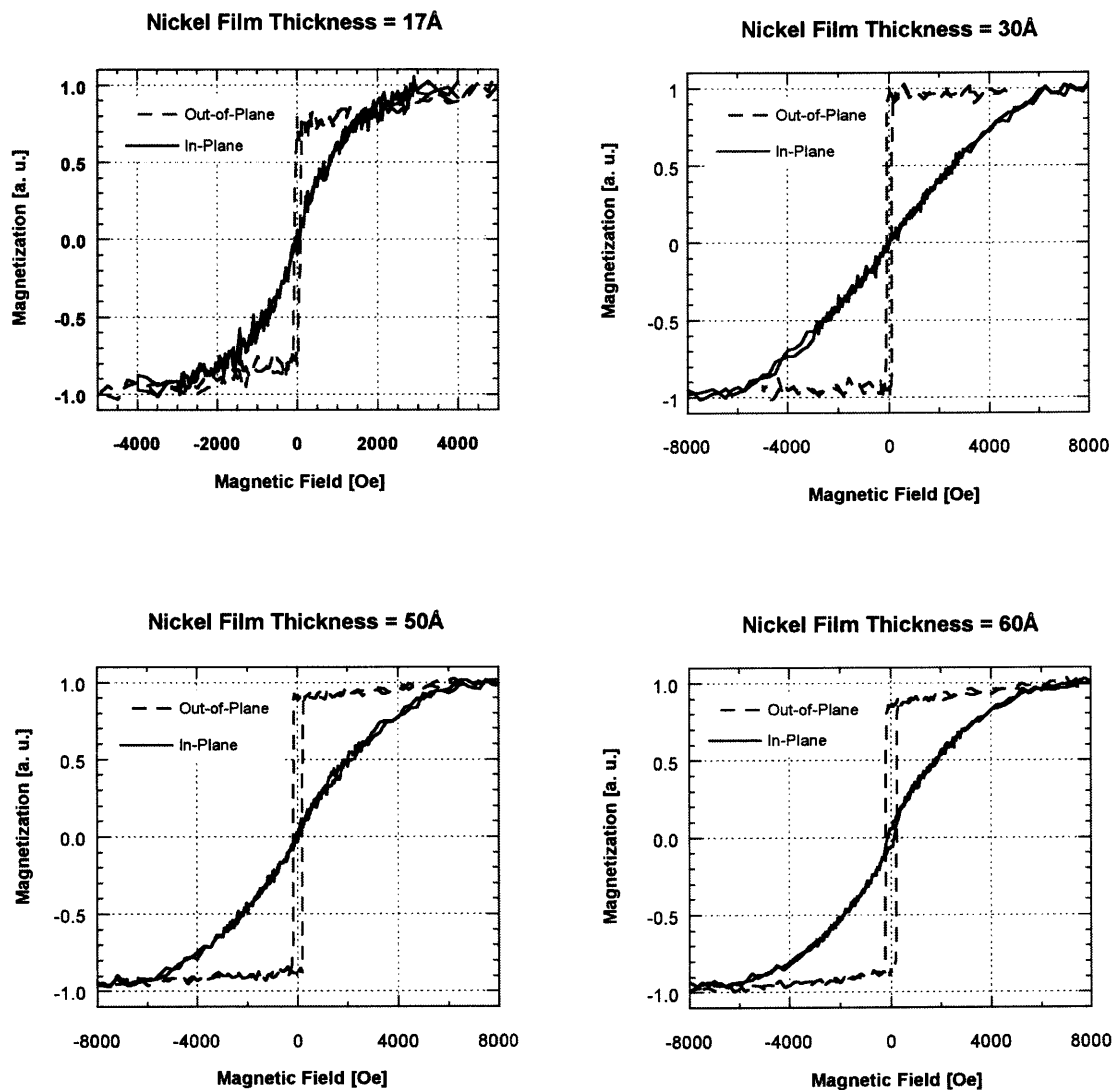 Nickel Film Thickness = 17Å
1.0
0.5
0.0
-0.5
-1.0
Magnetization [a. u.]
Out-of-Plane
In-Plane
-4000 -2000 0 2000 4000
Magnetic Field [Oe]
Nickel Film Thickness = 30Å
1
0.5
0
-0.5
-1
Magnetization [a. u.]
Out-of-Plane
In-Plane
-8000 -4000 0 4000 8000
Magnetic Field [Oe]
Nickel Film Thickness = 50Å
1.0
0.5
0.0
-0.5
-1.0
Magnetization [a. u.]
Out-of-Plane
In-Plane
-8000 -4000 0 4000 8000
Magnetic Field [Oe]
Nickel Film Thickness = 60Å
1.0
0.5
0.0
-0.5
-1.0
Magnetization [a. u.]
Out-of-Plane
In-Plane
-8000 -4000 0 4000 8000
Magnetic Field [Oe]